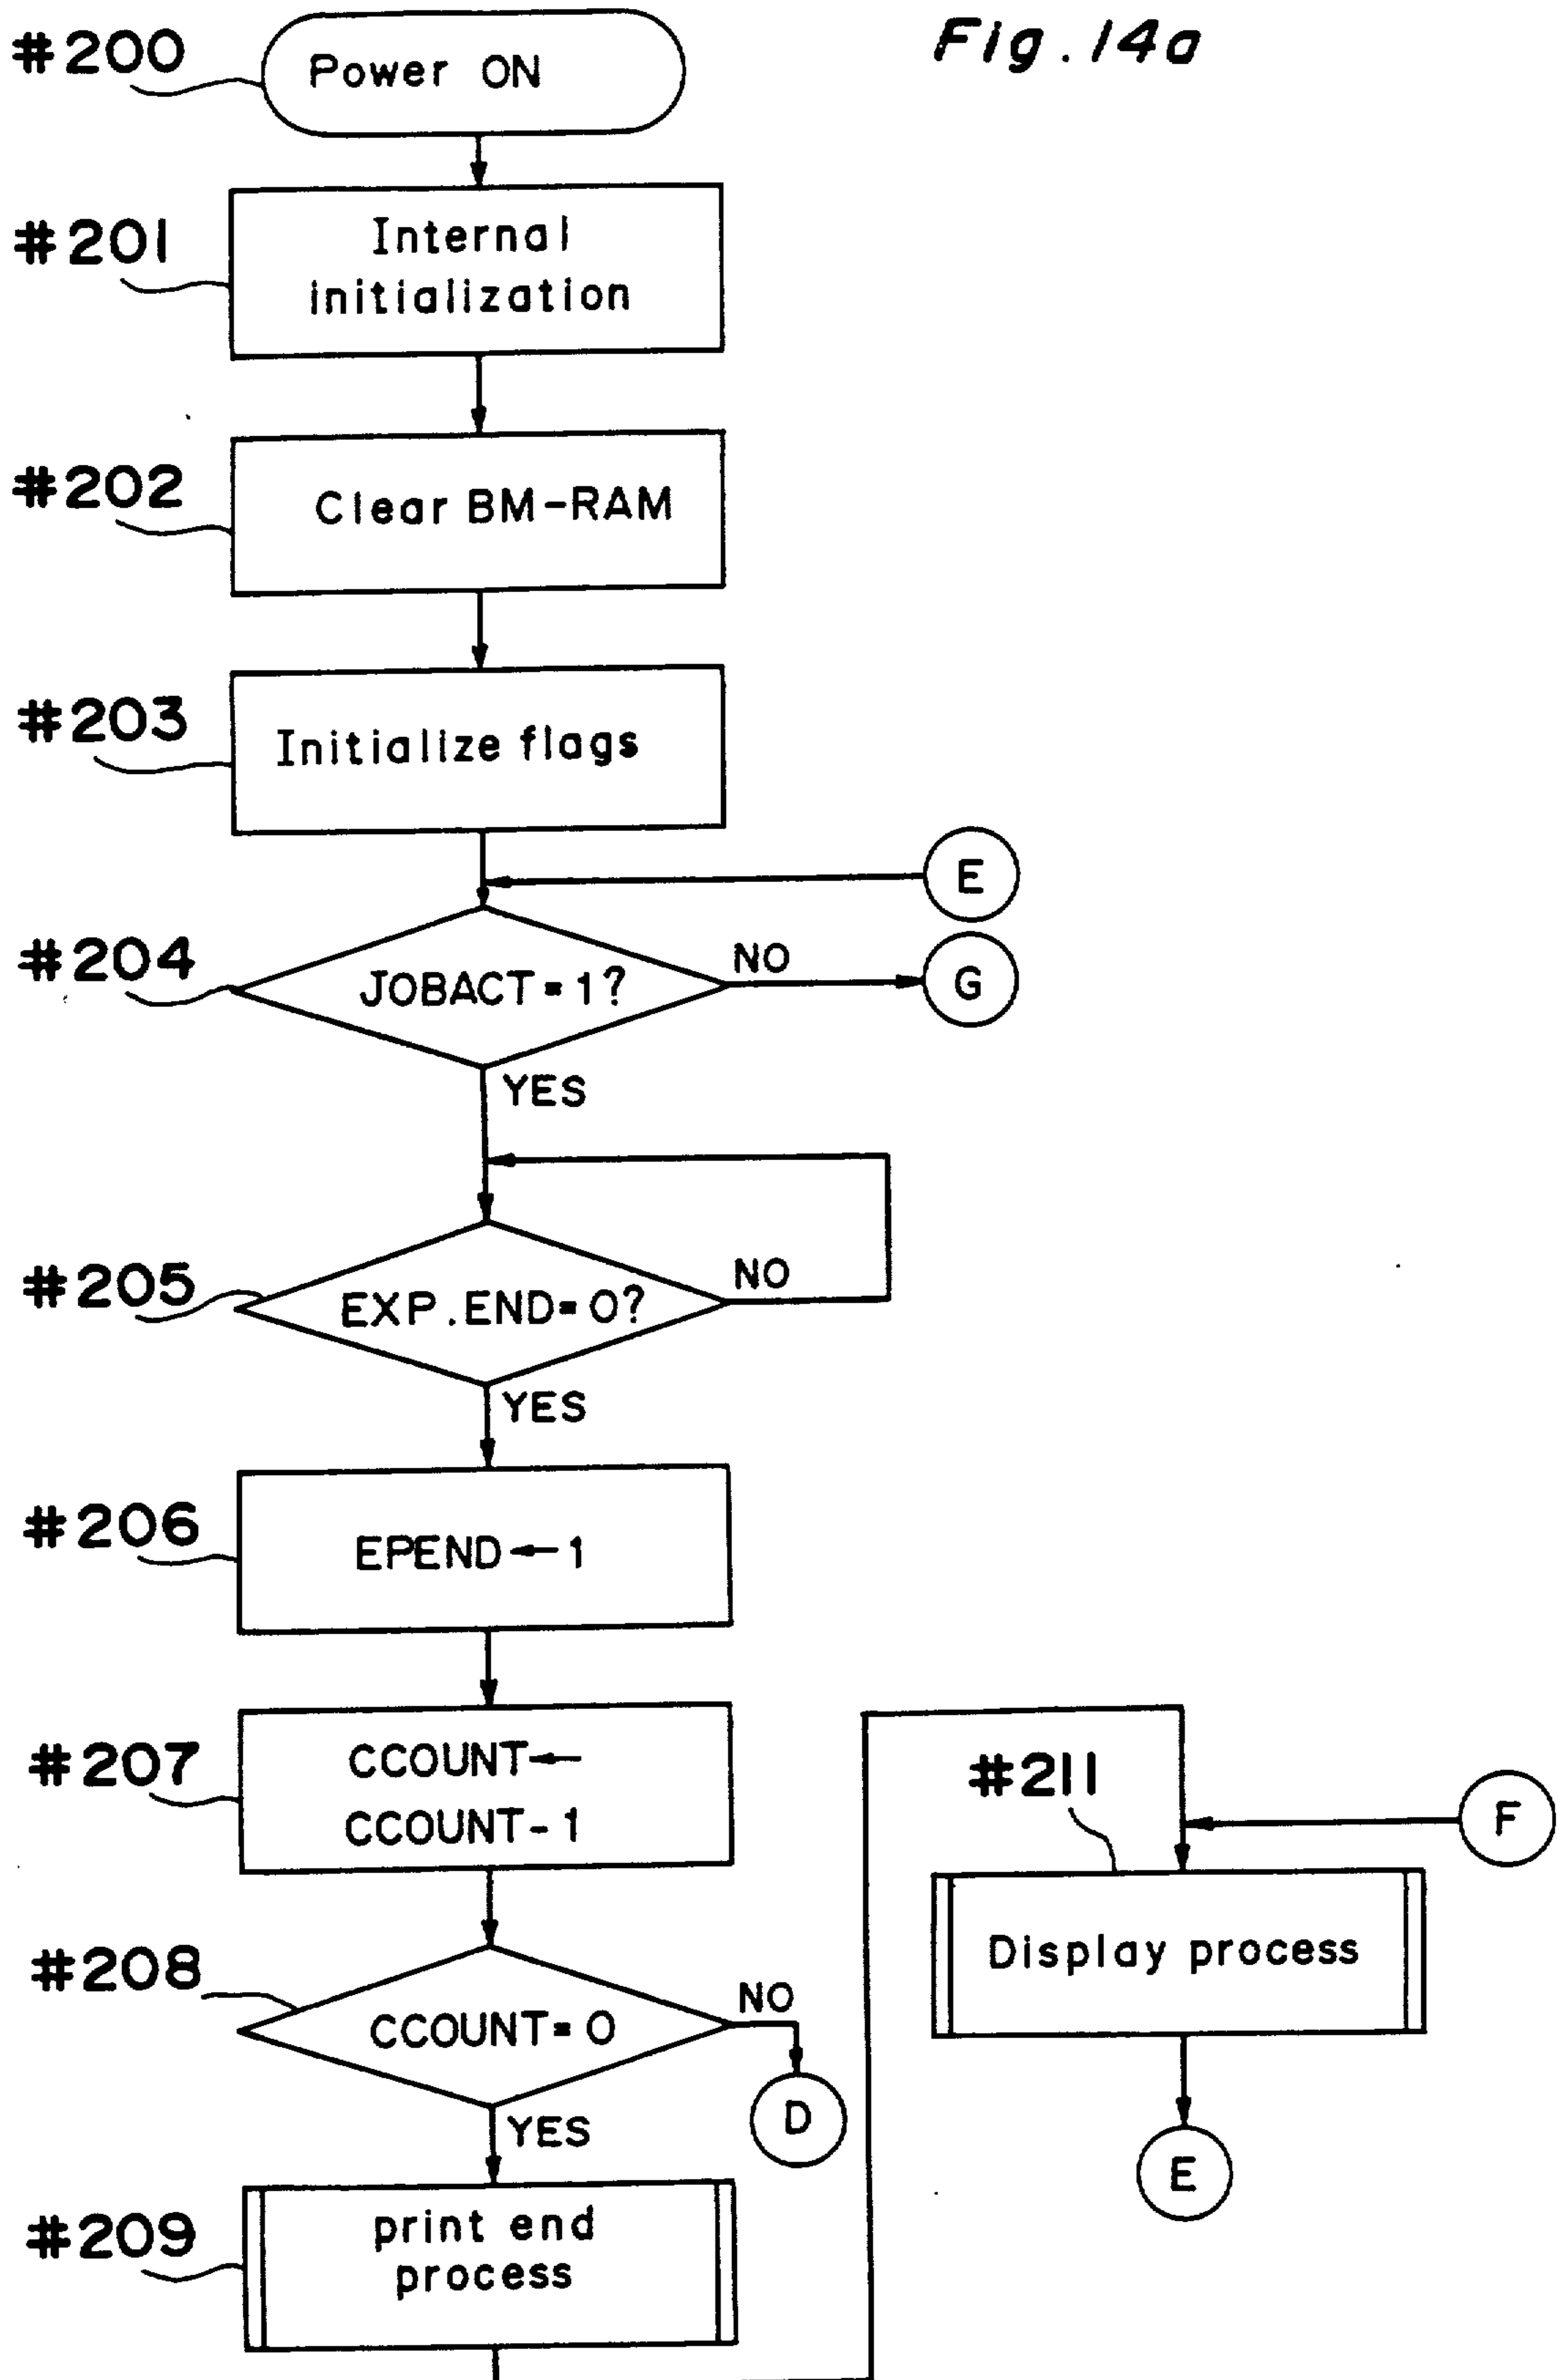 Fig. 14a
#200
Power ON
#201
Internal
initialization
#202
Clear BM-RAM
#203
Initialize flags
E
#204
JOBACT = 1?
NO
G
YES
#205
EXP.END=0?
NO
YES
#206
EPEND←1
#207
CCOUNT←
CCOUNT-1
#208
CCOUNT=0
NO
D
YES
#209
print end
process
#211
F
Display process
E